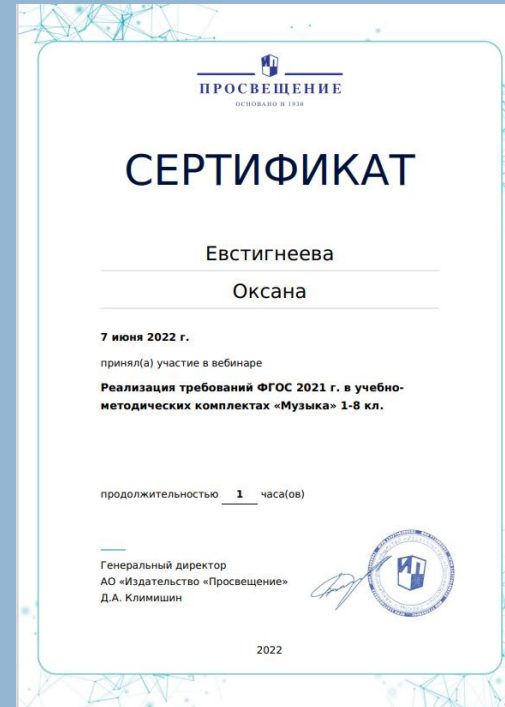 ПРОСВЕЩЕНИЕ
ОСНОВАНО В 1930
СЕРТИФИКАТ
Евстигнеева
Оксана
7 июня 2022 г.
принял(а) участие в вебинаре
Реализация требований ФГОС 2021 г. в учебно-
методических комплектах «Музыка» 1-8 кл.
продолжительностью 1 часа(ов)
Генеральный директор
АО «Издательство «Просвещение»
Д.А. Климишин
2022